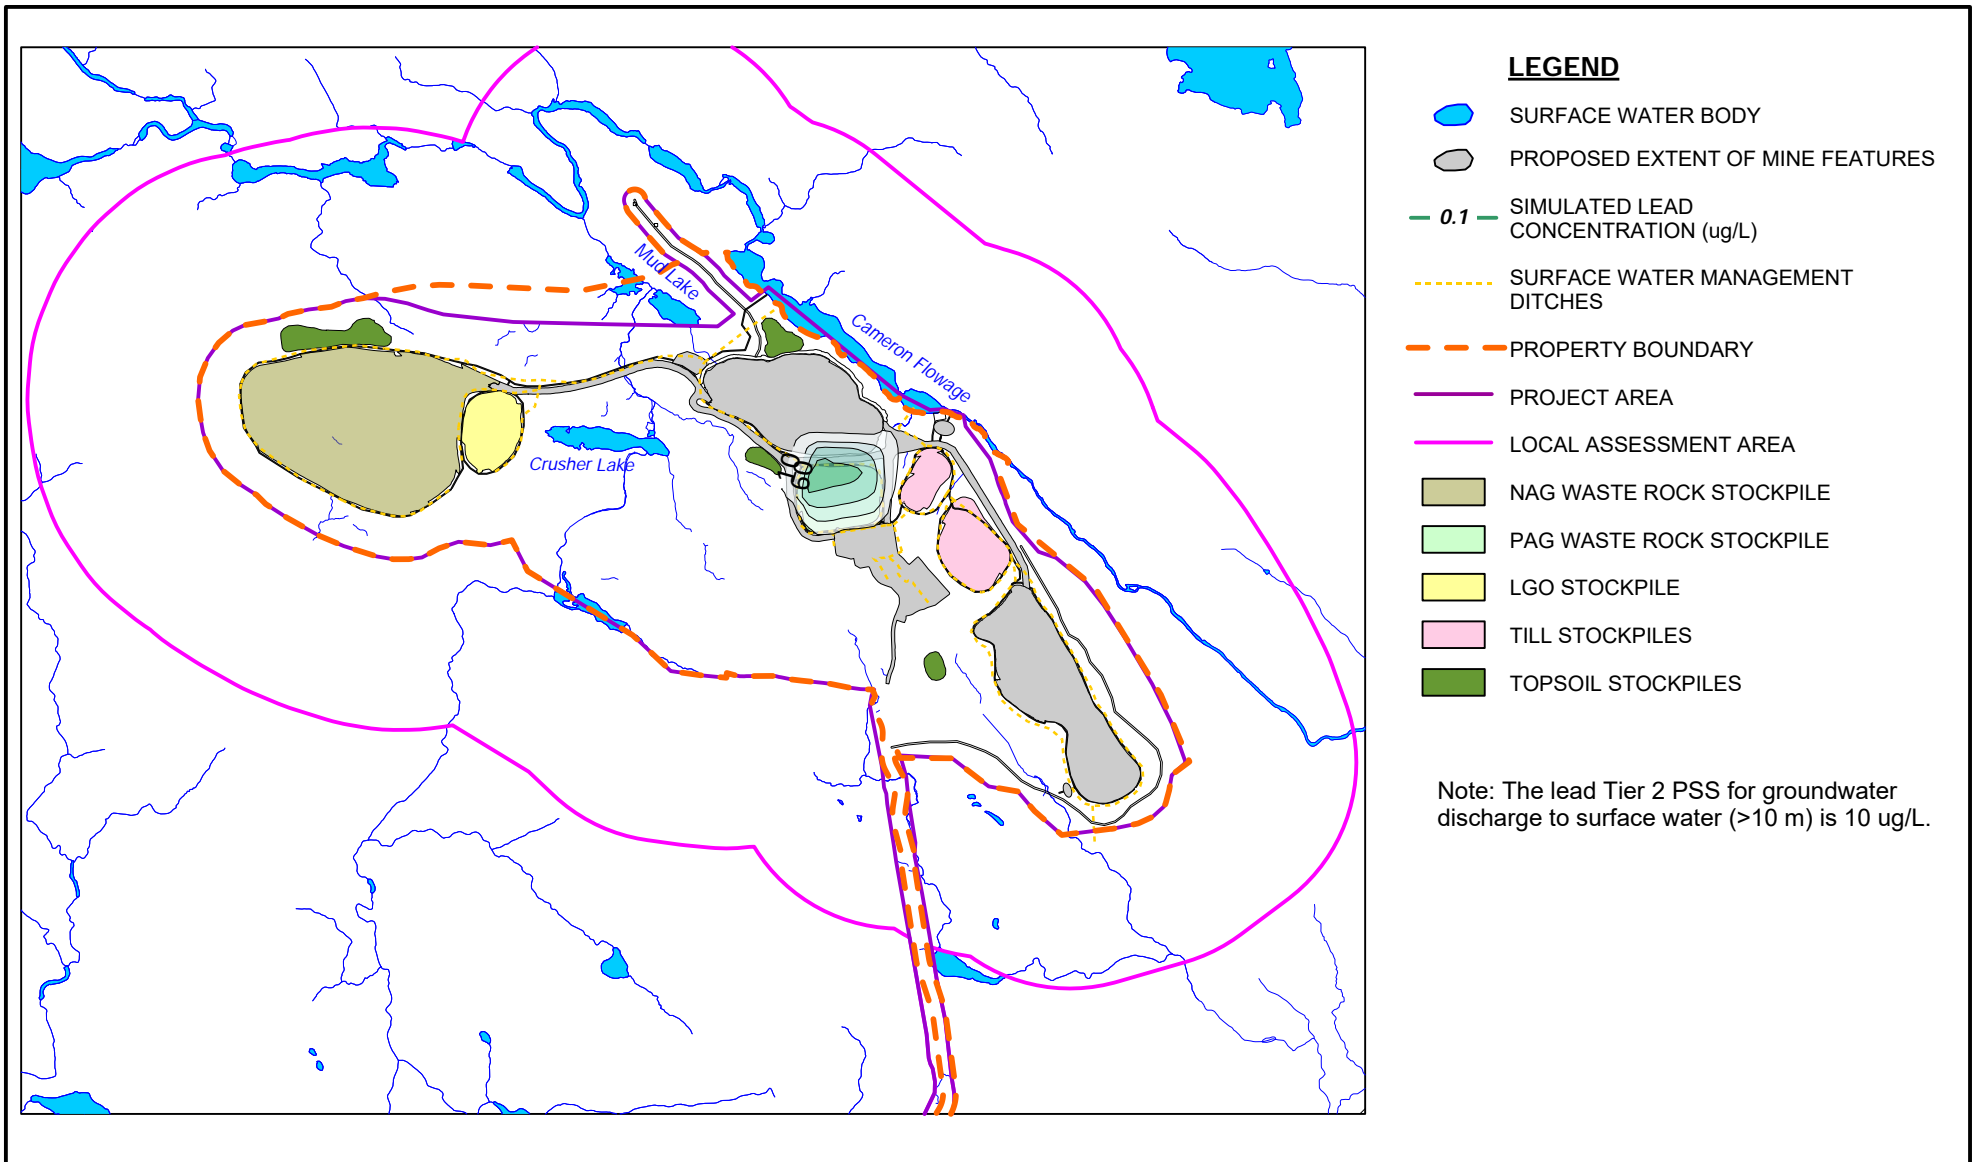 LEGEND
SURFACE WATER BODY
PROPOSED EXTENT OF MINE FEATURES
0.1
SIMULATED LEAD
CONCENTRATION (ug/L)
SURFACE WATER MANAGEMENT
DITCHES
PROPERTY BOUNDARY
PROJECT AREA
LOCAL ASSESSMENT AREA
NAG WASTE ROCK STOCKPILE
PAG WASTE ROCK STOCKPILE
LGO STOCKPILE
TILL STOCKPILES
TOPSOIL STOCKPILES
Note: The lead Tier 2 PSS for groundwater
discharge to surface water (>10 m) is 10 ug/L.
Mud Lake
Cameron Flowage
Crusher Lake